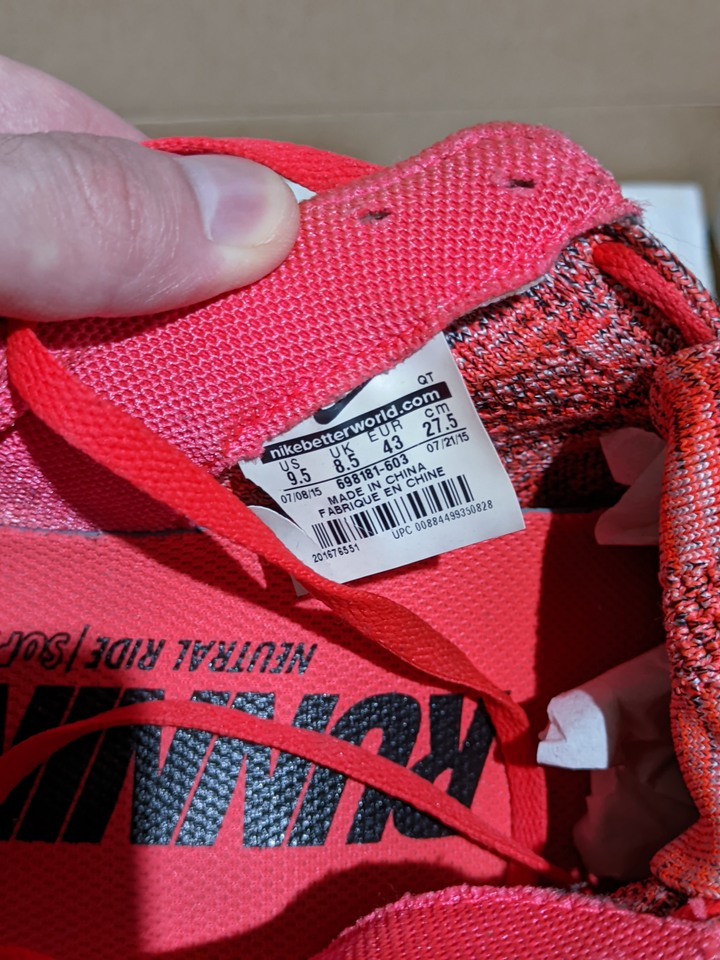 QT
nikebetterworld.com
US UK EUR cm
9.5 8.5 43 27.5
07/08/15 698181-603 07/21/15
MADE IN CHINA
FABRIQUE EN CHINE
201676551 UPC 00884499350828
NEUTRAL RIDE |